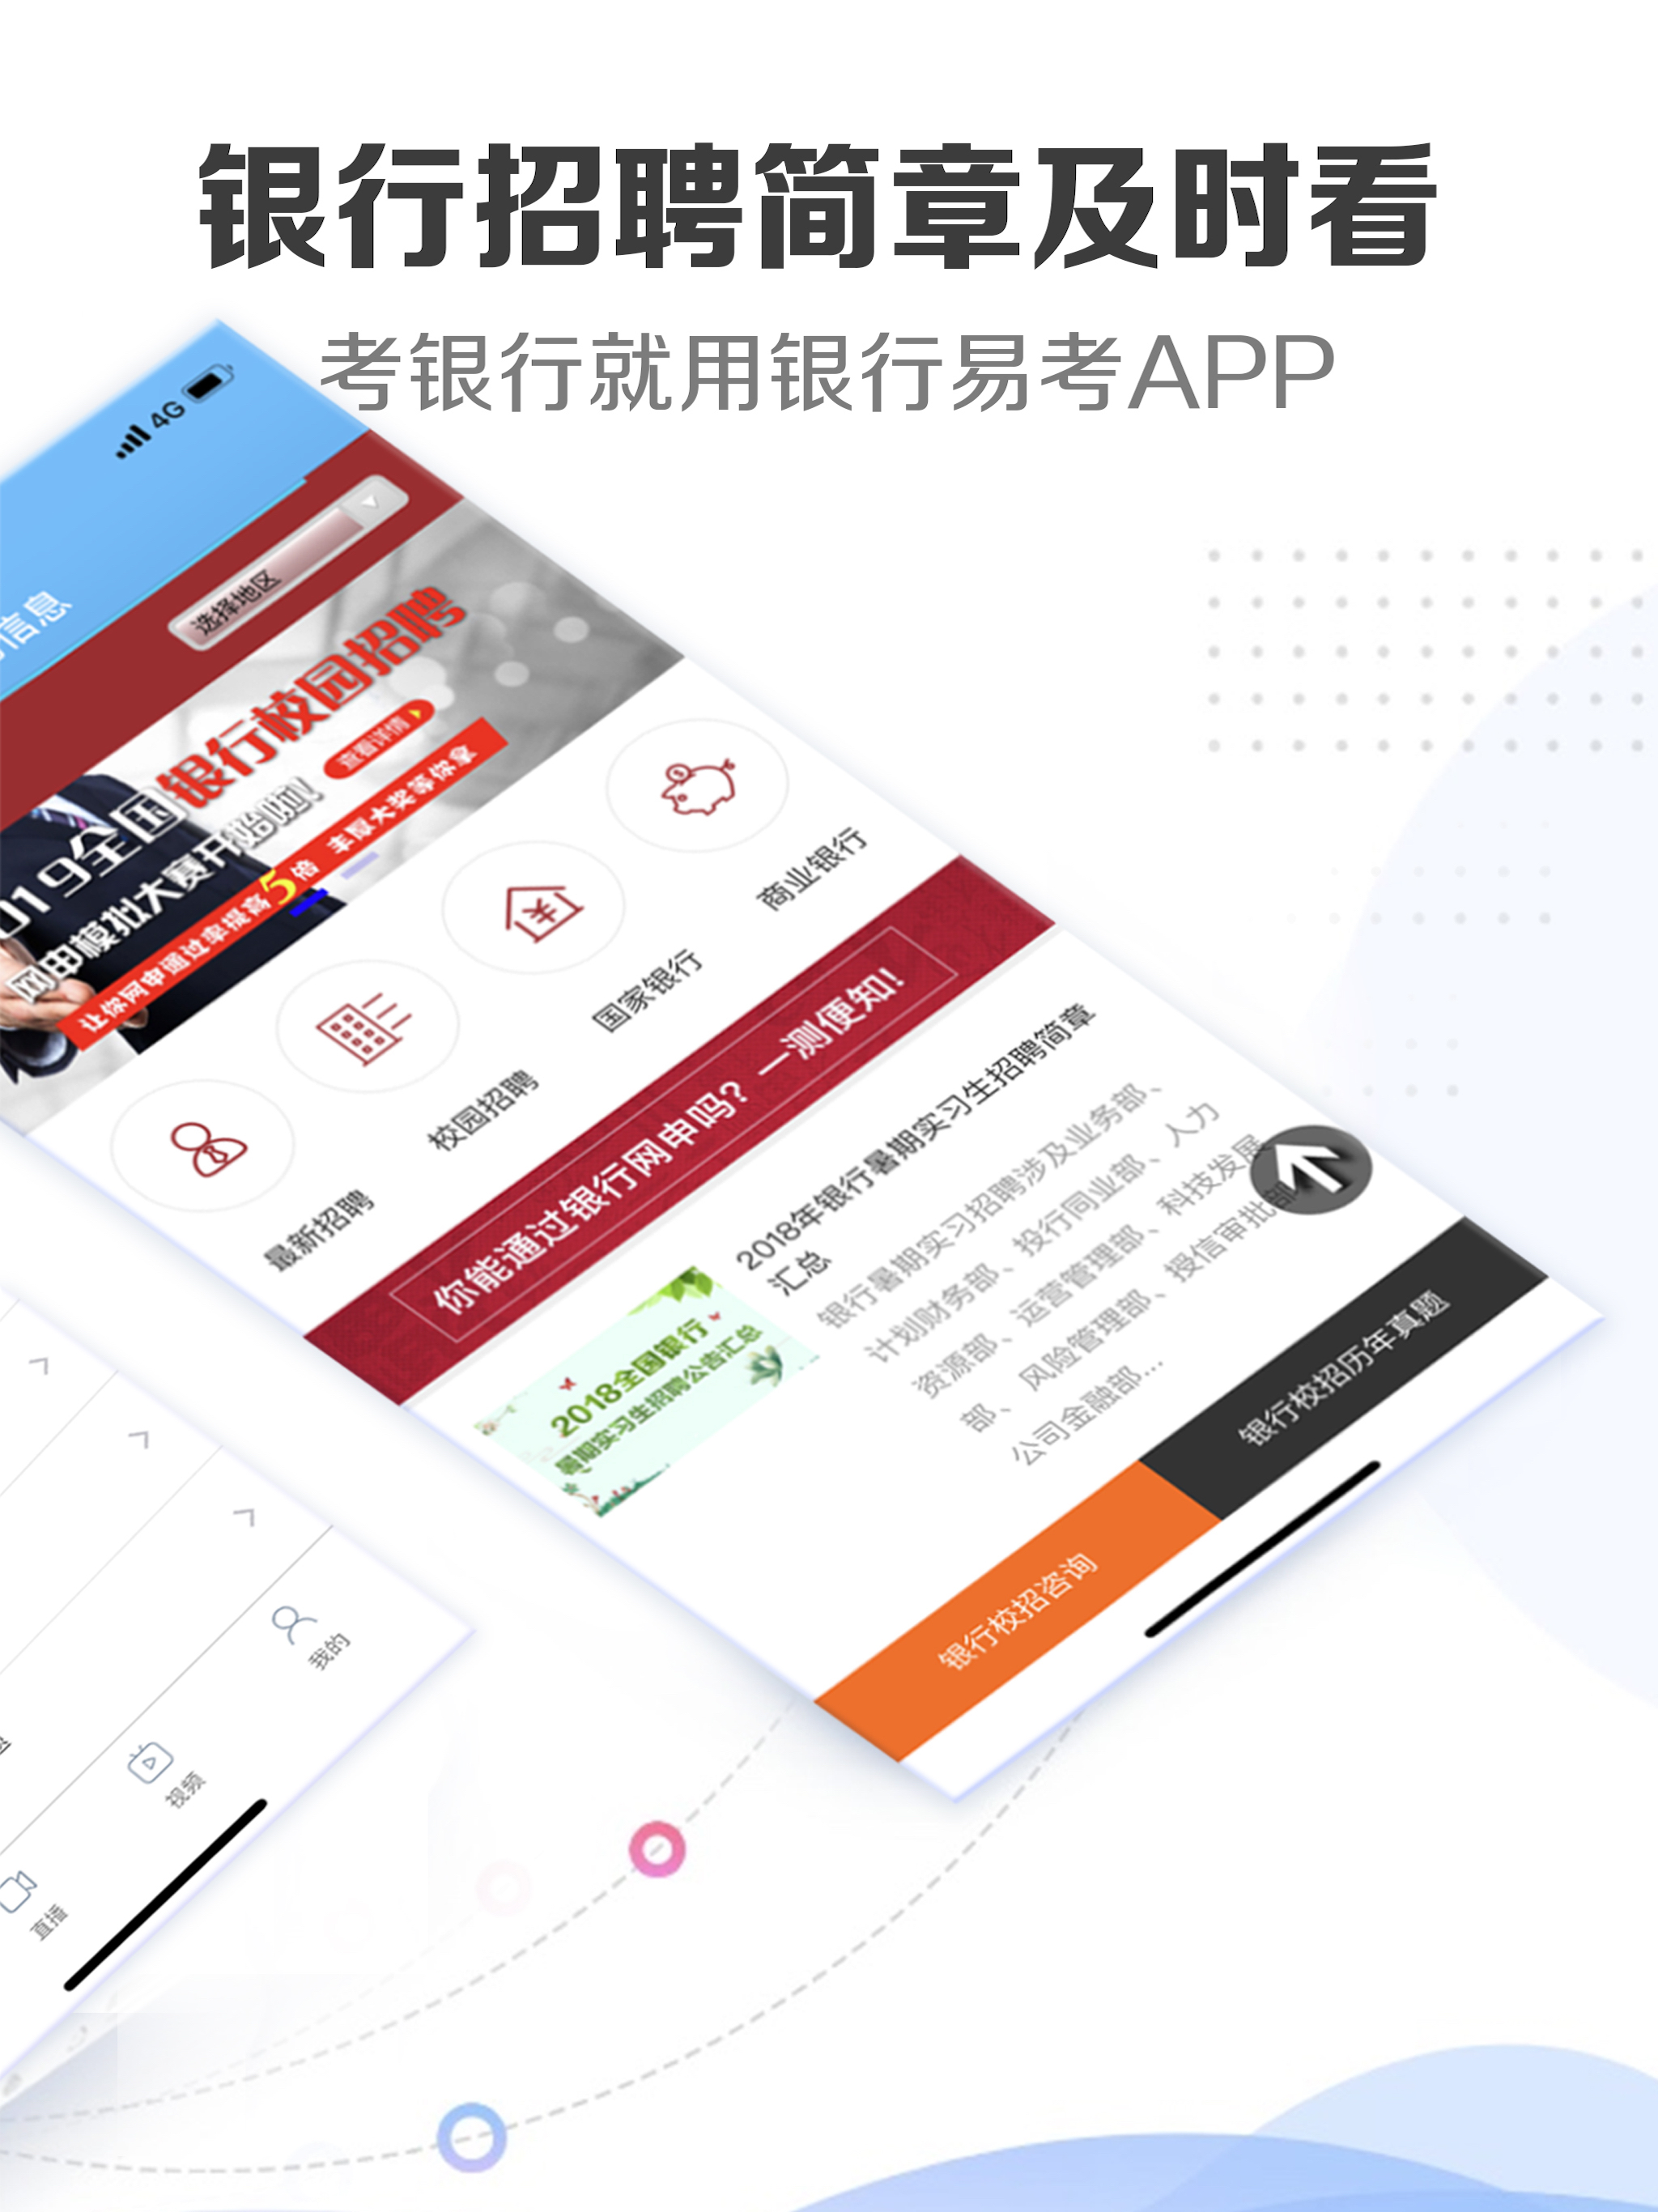 银行招聘简章及时看
考银行就用银行易考APP
4G
信息
选择地区
019全国银行校园招聘
网申模拟大赛开始啦!
查看详情
让你网申通过率提高5倍 丰厚大奖等你拿
最新招聘
校园招聘
国家银行
商业银行
你能通过银行网申吗？一测便知!
2018全国银行
暑期实习生招聘公告汇总
2018年银行暑期实习生招聘简章
汇总
银行暑期实习招聘涉及业务部、
计划财务部、投行同业部、人力
资源部、运营管理部、科技发展
部、风险管理部、授信审批部、
公司金融部...
银行校招咨询
银行校招历年真题
直播
视频
我的